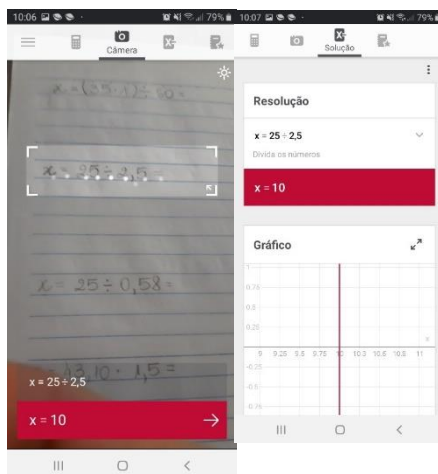 10:06
79%
Câmera
x = 25 ÷ 2,5 =
x = 25 ÷ 0,58 =
13,10 · 1,5 =
x = 25 ÷ 2,5
x = 10
10:07
79%
Solução
Resolução
x = 25 ÷ 2,5
Divida os números
x = 10
Gráfico
1
0.75
0.5
0.25
9 9.25 9.5 9.75 10 10.3 10.6 10.8 11
-0.25
-0.5
-0.75